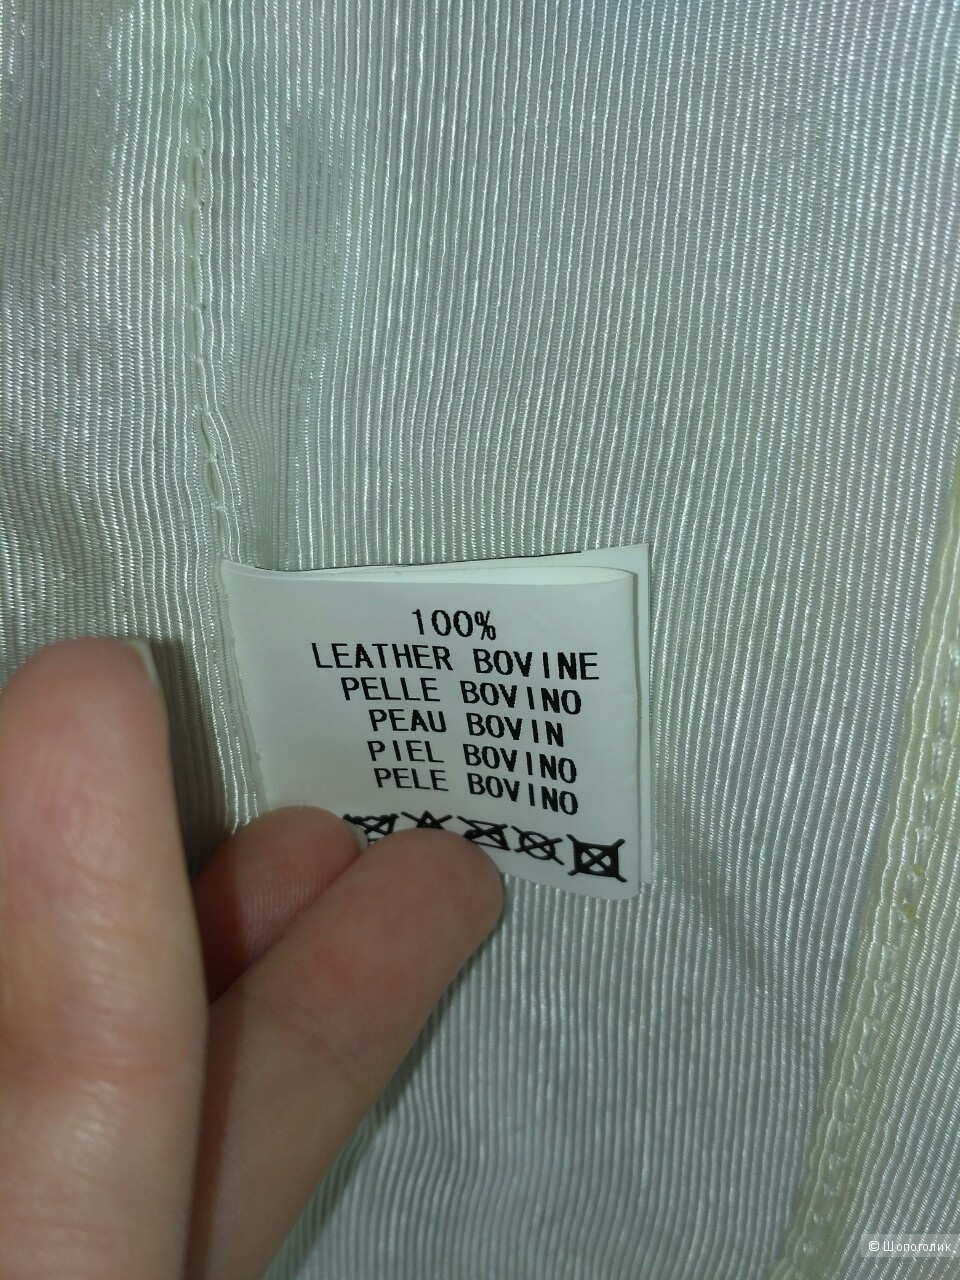 100%
LEATHER BOVINE
PELLE BOVINO
PEAU BOVIN
PIEL BOVINO
PELE BOVINO
© Шопоголик